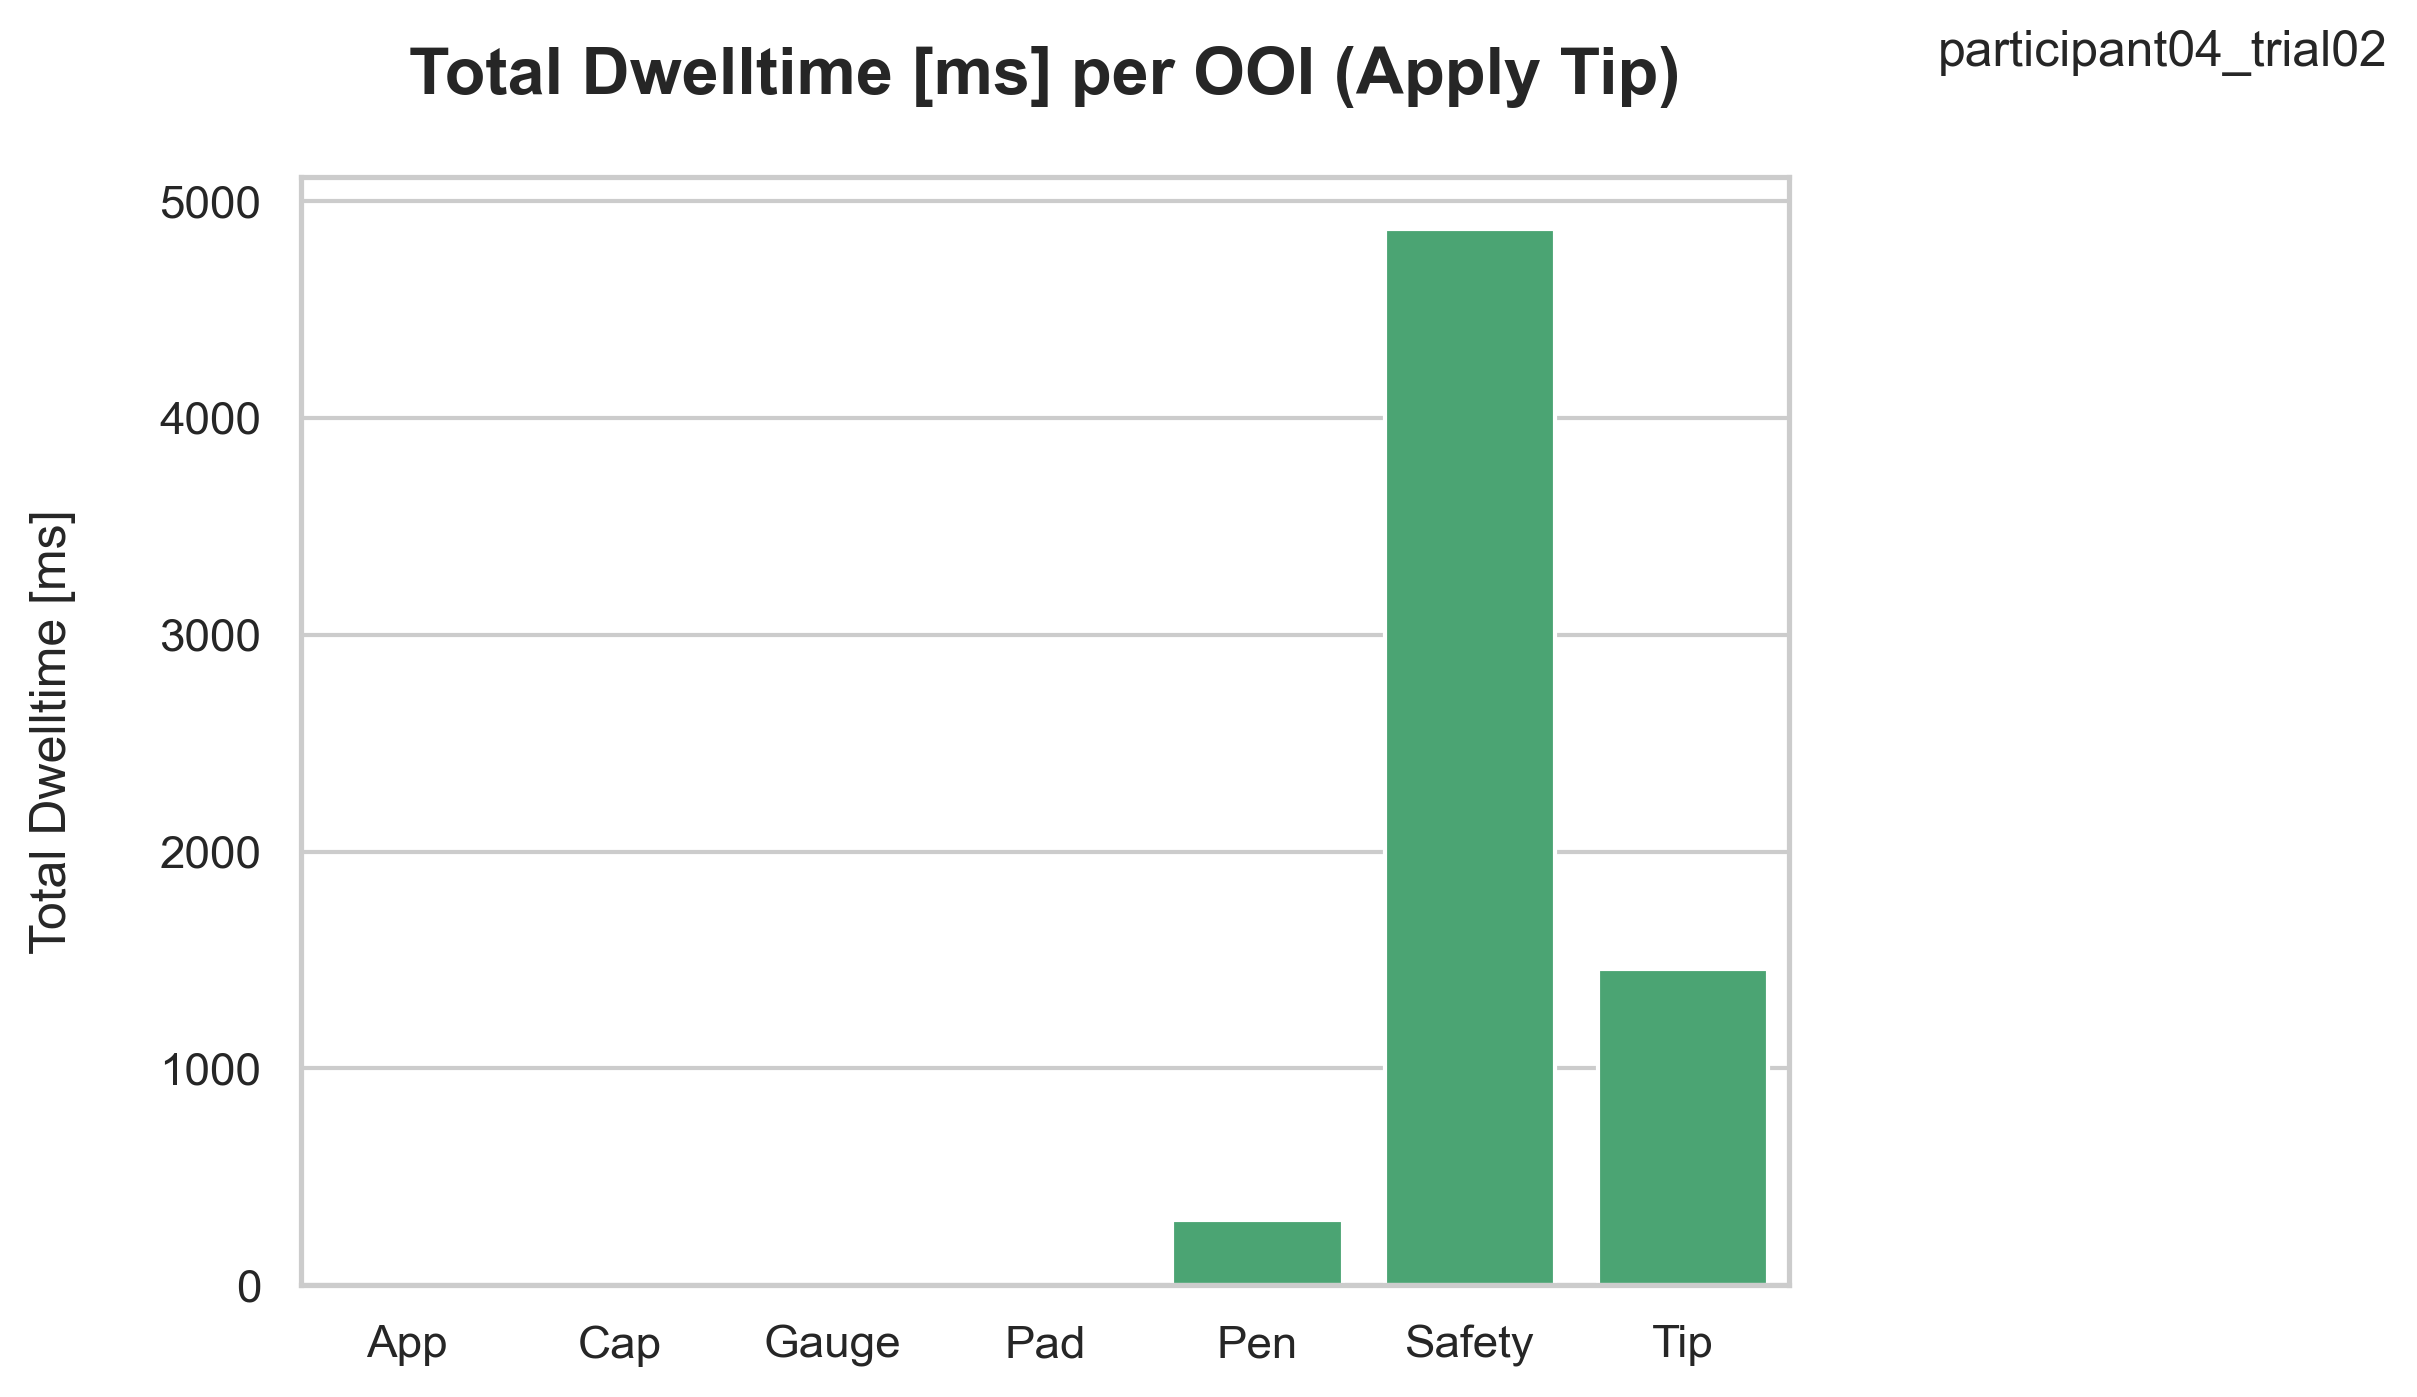 participant04_trial02
Total Dwelltime [ms] per OOI (Apply Tip)
Total Dwelltime [ms]
5000
4000
3000
2000
1000
0
App Cap Gauge Pad Pen Safety Tip